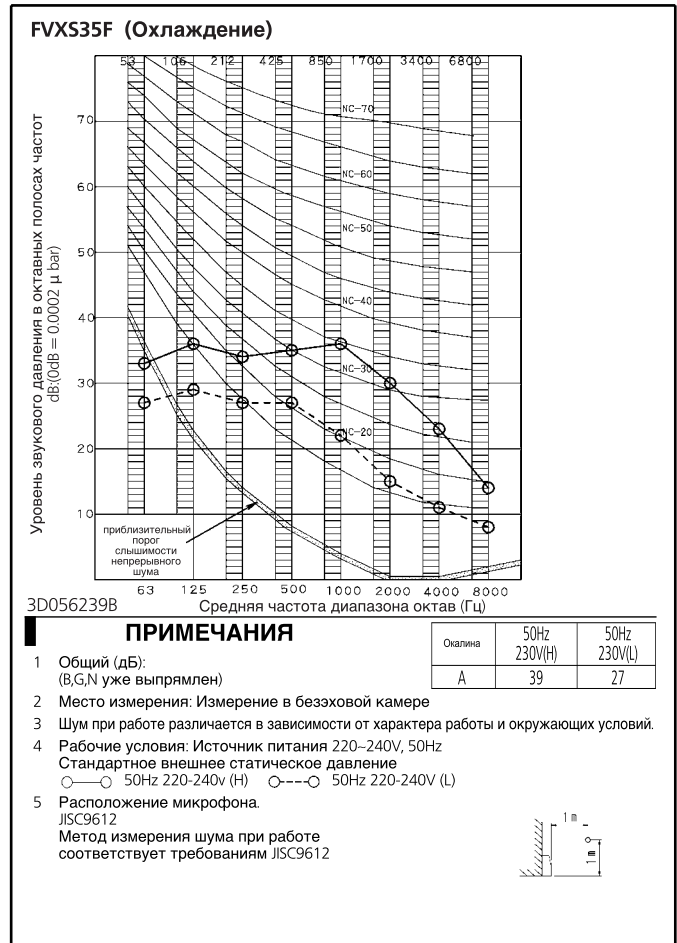 FVXS35F (Охлаждение)
53 106 212 425 850 1700 3400 6800
Уровень звукового давления в октавных полосах частот
dB:(0dB = 0.0002 μ bar)
70
60
50
40
30
20
10
NC-70
NC-60
NC-50
NC-40
NC-30
NC-20
приблизительный
порог
слышимости
непрерывного
шума
63 125 250 500 1000 2000 4000 8000
3D056239B
Средняя частота диапазона октав (Гц)
ПРИМЕЧАНИЯ
Окалина 50Hz 230V(H) 50Hz 230V(L)
A 39 27
1 Общий (дБ):
(B,G,N уже выпрямлен)
2 Место измерения: Измерение в безэховой камере
3 Шум при работе различается в зависимости от характера работы и окружающих условий.
4 Рабочие условия: Источник питания 220~240V, 50Hz
Стандартное внешнее статическое давление
50Hz 220-240v (H) 50Hz 220-240V (L)
5 Расположение микрофона.
JISC9612
Метод измерения шума при работе
соответствует требованиям JISC9612
1 m
1 m